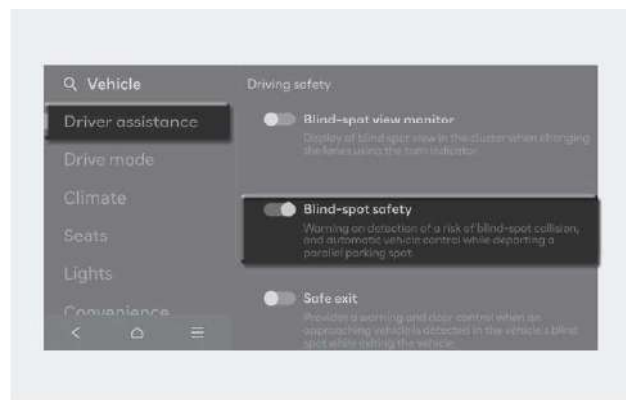 Vehicle
Driver assistance
Drive mode
Climate
Seats
Lights
Convenience
Driving safety
Blind-spot view monitor
Display of blind spot view in the cluster when changing
the lanes using the turn indicator
Blind-spot safety
Warning on detection of a risk of blind-spot collision,
and automatic vehicle control while departing a
parallel parking spot
Safe exit
Provides a warning and door control when an
approaching vehicle is detected in the vehicle's blind
spot while exiting the vehicle